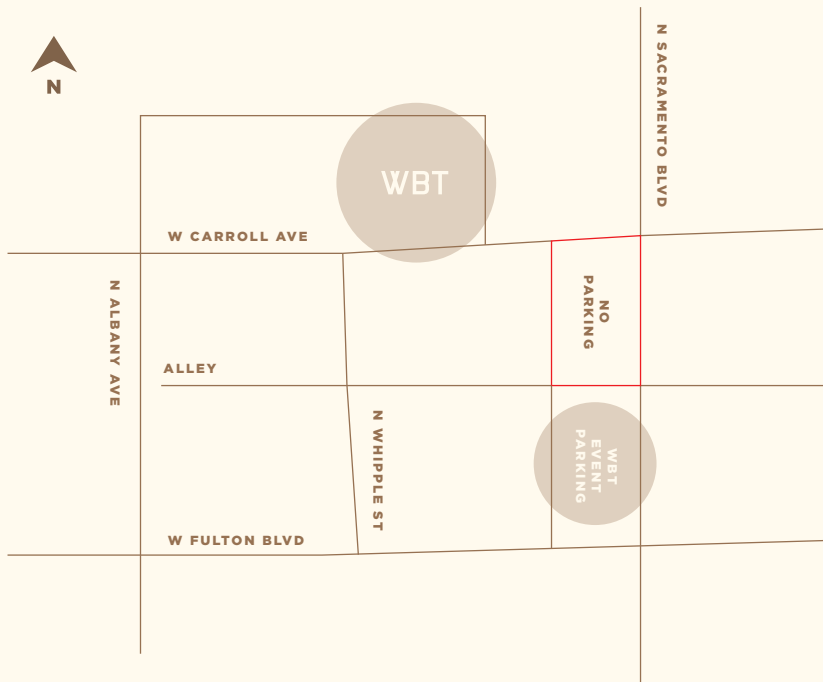 N
N SACRAMENTO BLVD
WBT
W CARROLL AVE
NO
PARKING
N ALBANY AVE
ALLEY
N WHIPPLE ST
WBT
EVENT
PARKING
W FULTON BLVD